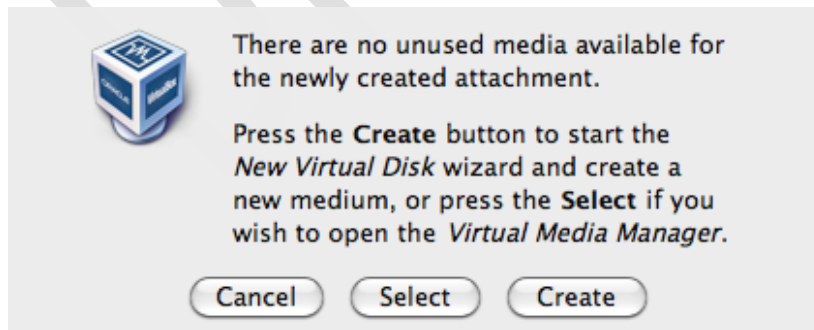 There are no unused media available for
the newly created attachment.
Press the Create button to start the
New Virtual Disk wizard and create a
new medium, or press the Select if you
wish to open the Virtual Media Manager.
Cancel Select Create
ORACLE VirtualBox